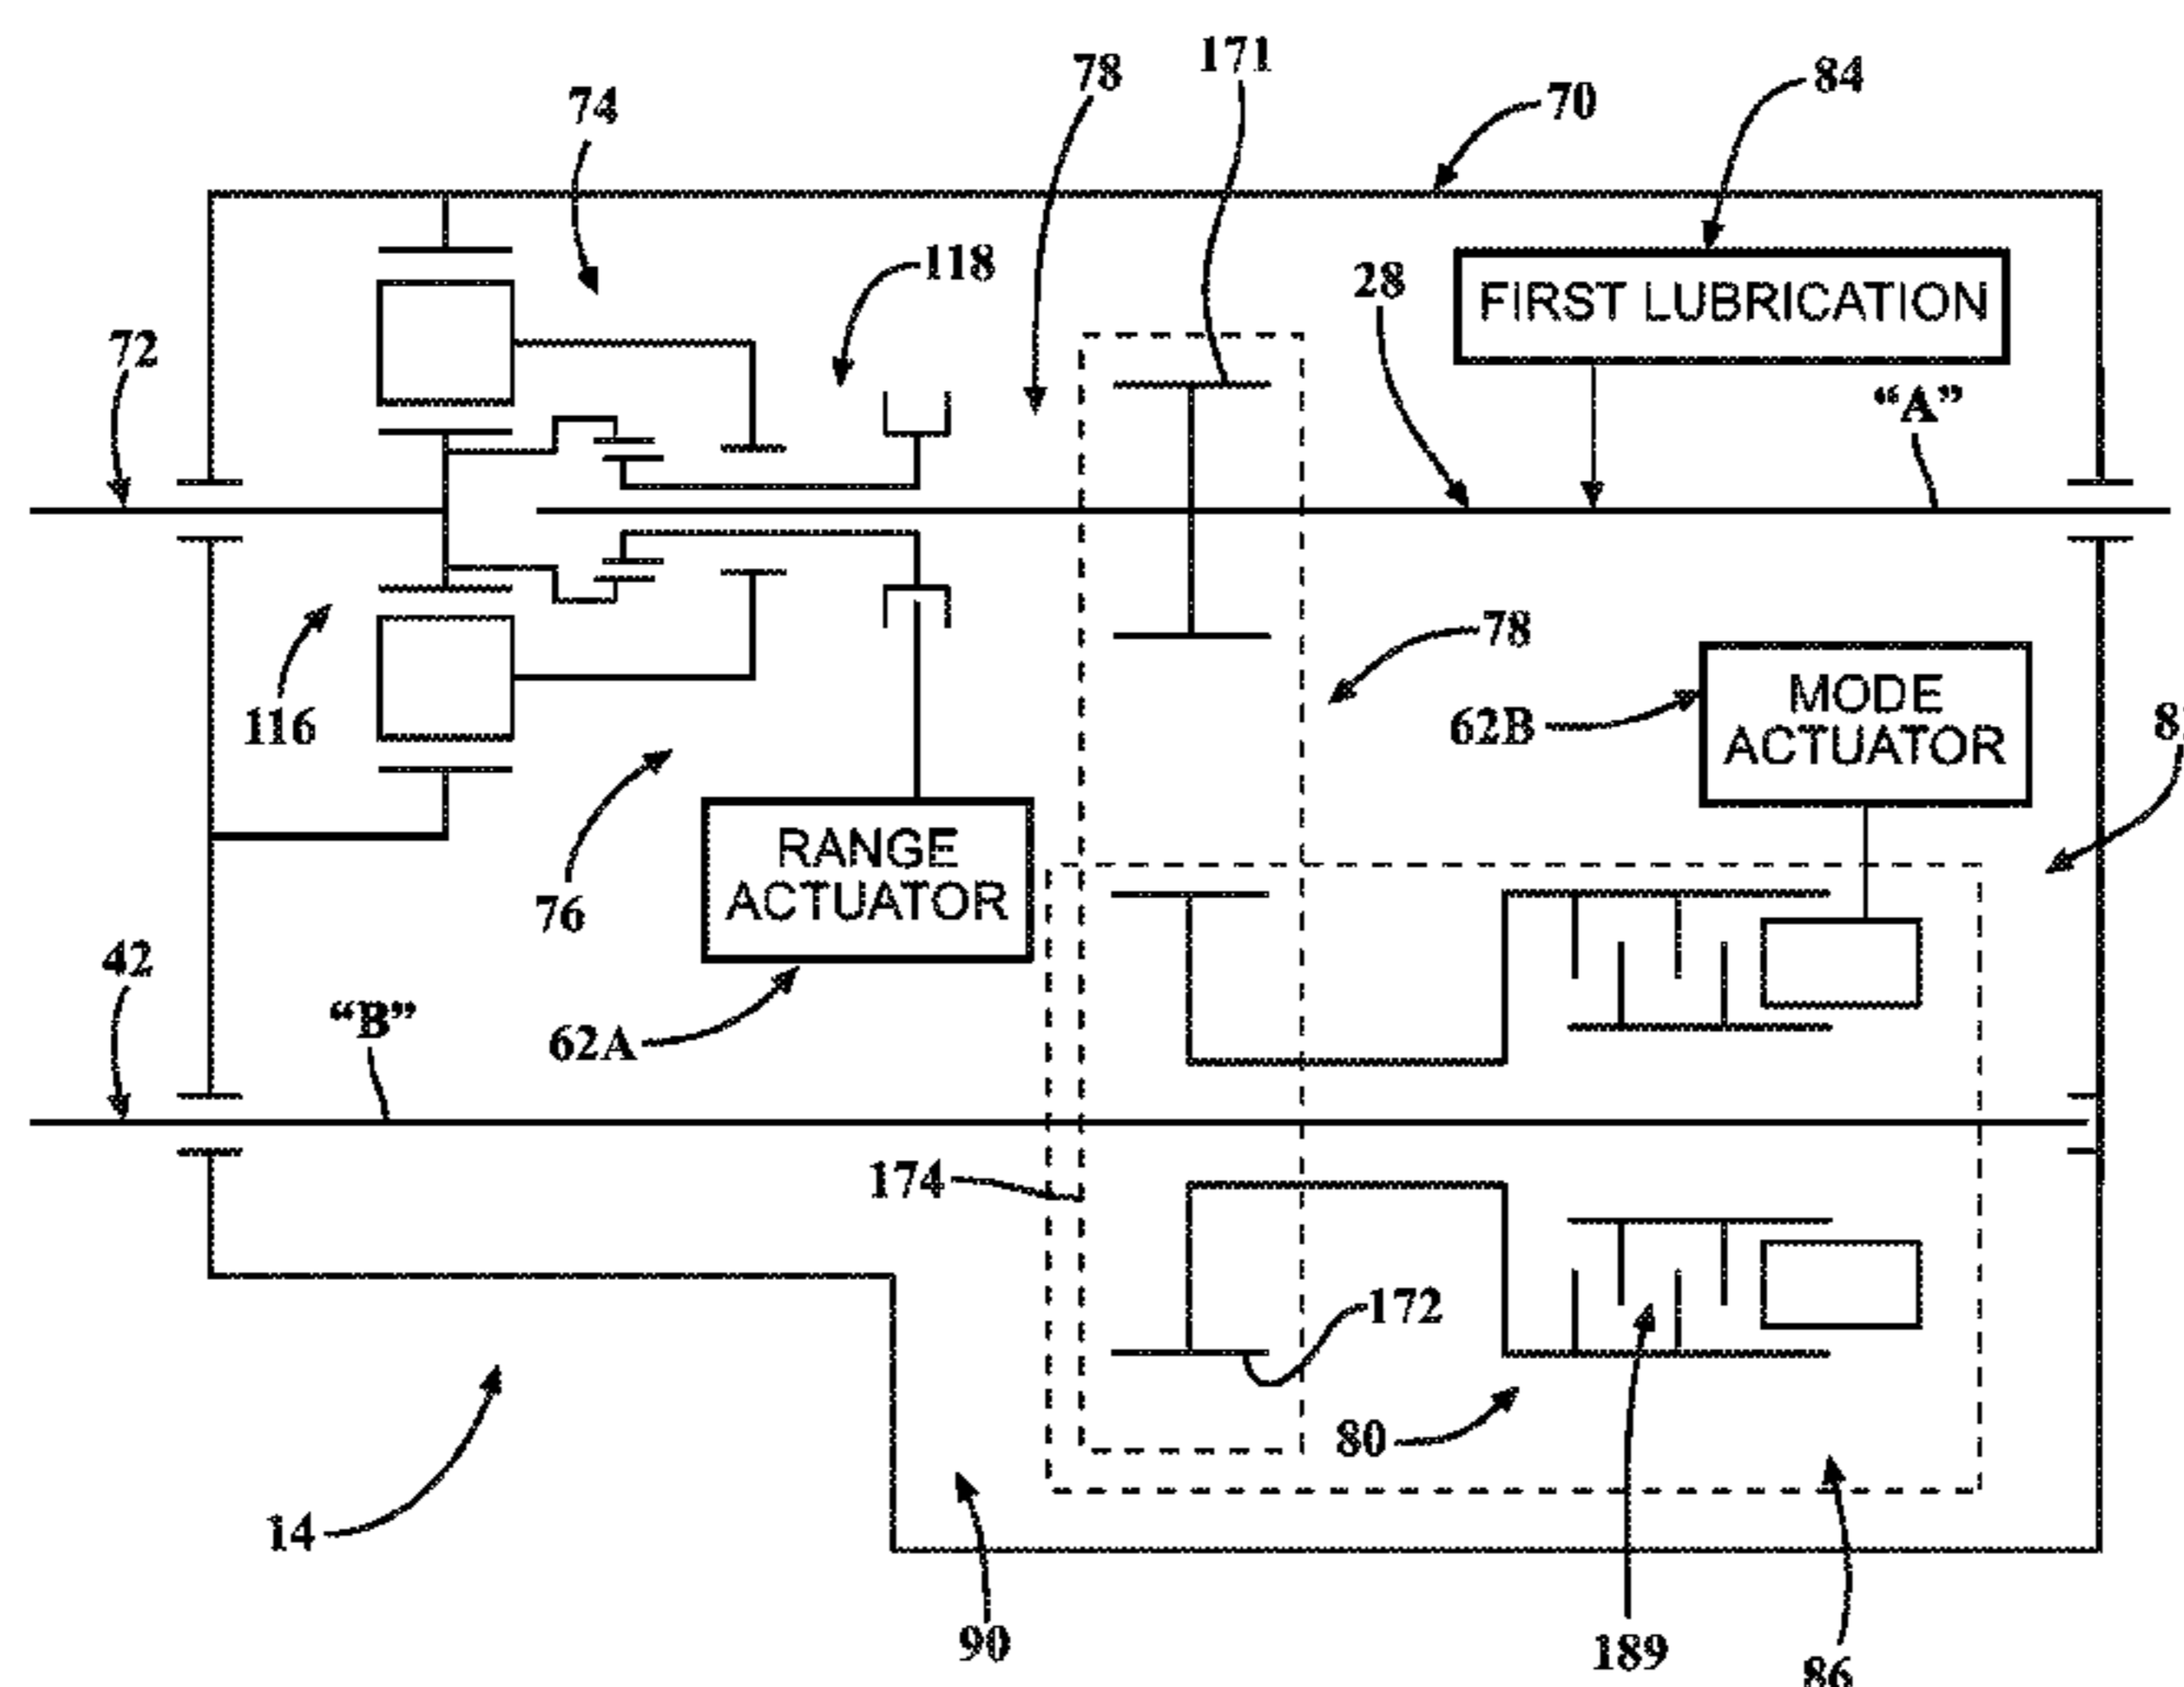 171
78
84
74
70
118
28
FIRST LUBRICATION
72
“A”
78
MODE
ACTUATOR
62B
116
RANGE
ACTUATOR
76
42
“B”
62A
174
172
80
14
90
189
86